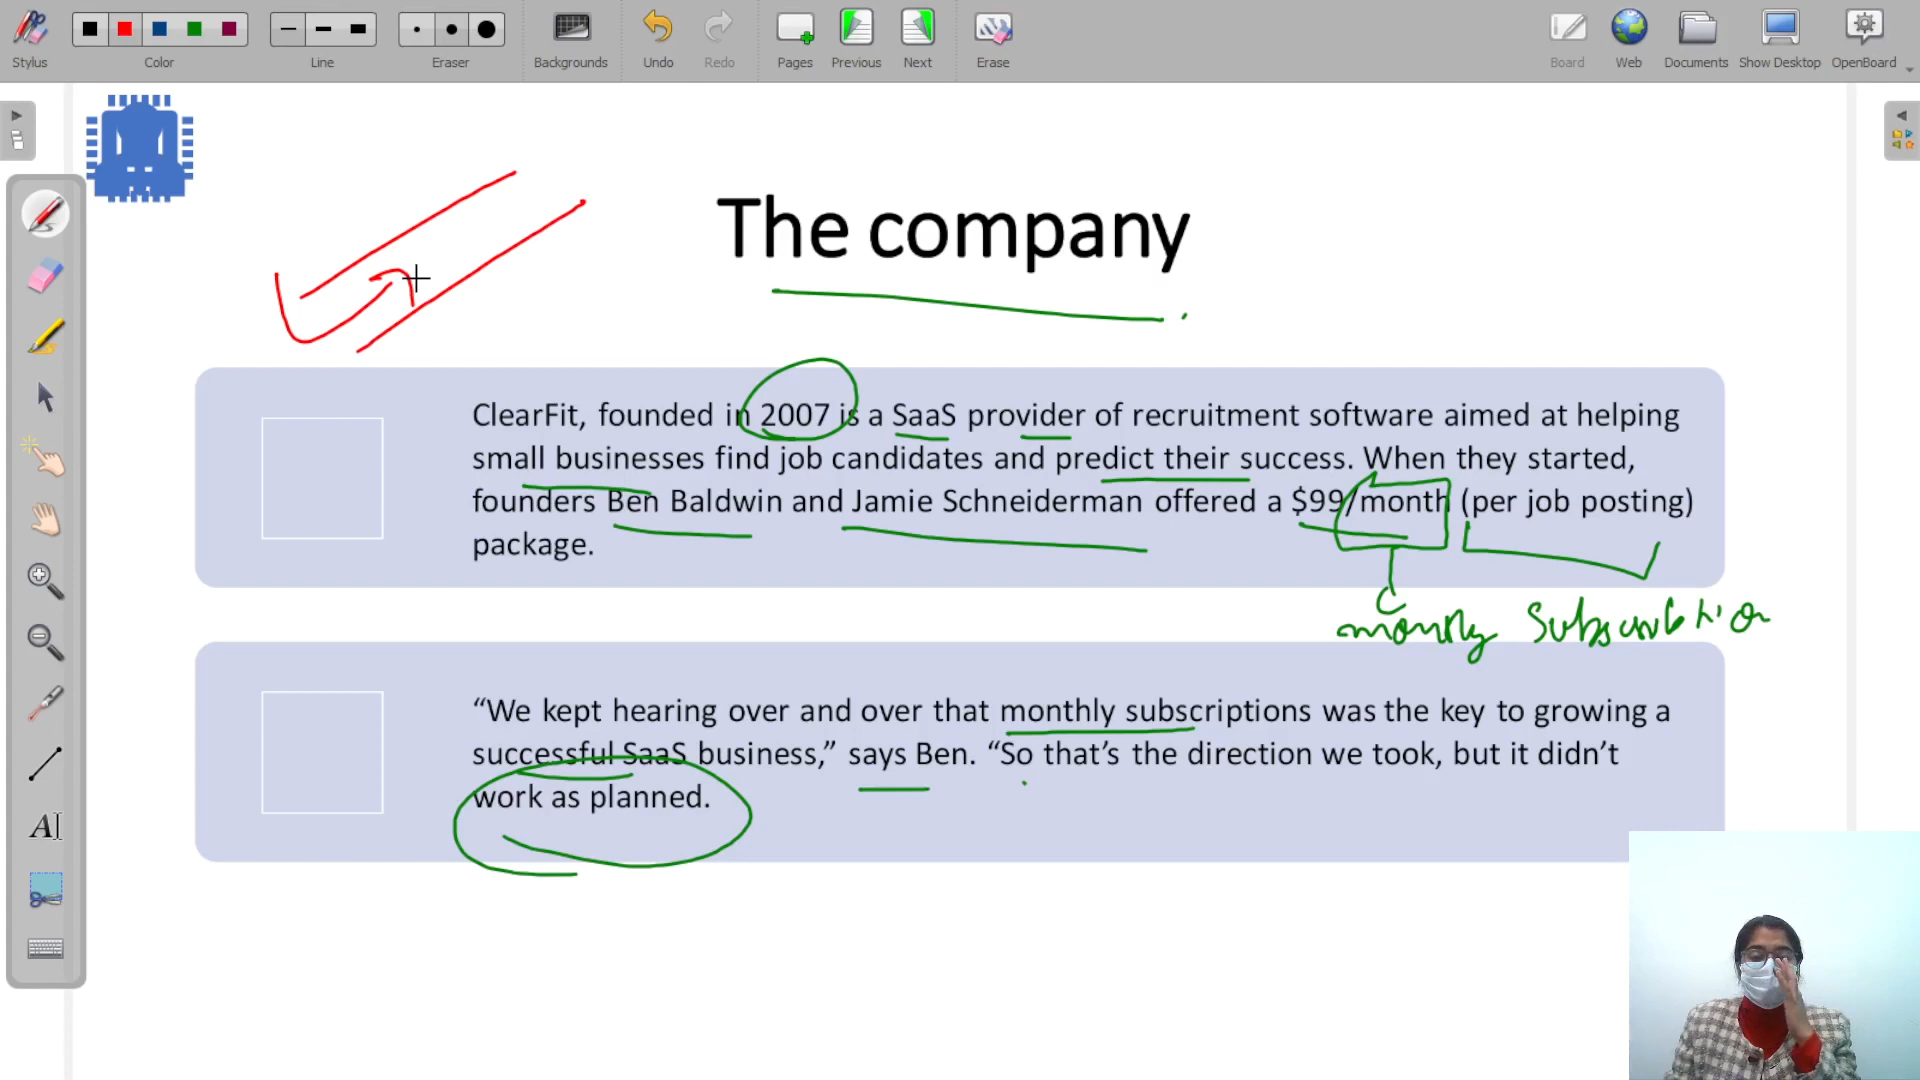 Stylus Color Line Eraser Backgrounds Undo Redo Pages Previous Next Erase Board Web Documents Show Desktop OpenBoard
The company
ClearFit, founded in 2007 is a SaaS provider of recruitment software aimed at helping
small businesses find job candidates and predict their success. When they started,
founders Ben Baldwin and Jamie Schneiderman offered a $99/month (per job posting)
package.
monthly Subscription
“We kept hearing over and over that monthly subscriptions was the key to growing a
successful SaaS business,” says Ben. “So that’s the direction we took, but it didn’t
work as planned.